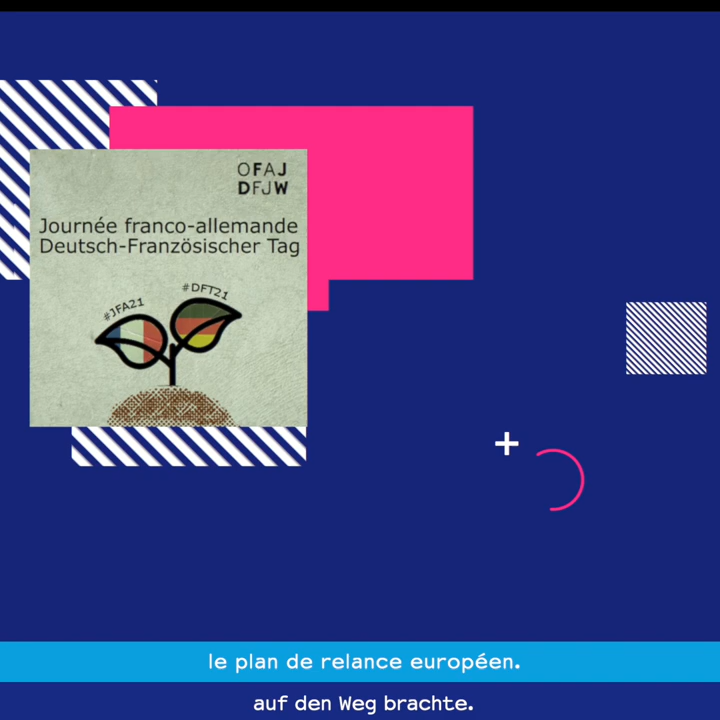 OFAJ
DFJW
Journée franco-allemande
Deutsch-Französischer Tag
#JFA21
#DFT21
le plan de relance européen.
auf den Weg brachte.